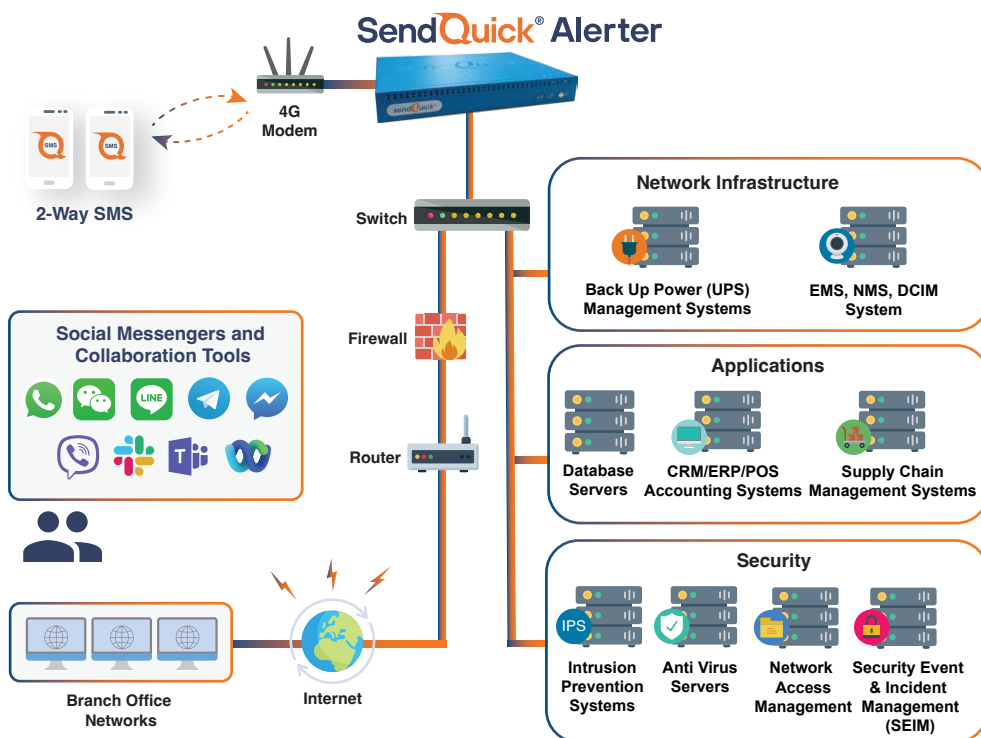 SendQuick® Alerter
sendQuick®
4G
Modem
SMS
SMS
2-Way SMS
Switch
Network Infrastructure
Back Up Power (UPS)
Management Systems
EMS, NMS, DCIM
System
Firewall
Social Messengers and
Collaboration Tools
LINE
T
Router
Applications
Database
Servers
CRM/ERP/POS
Accounting Systems
Supply Chain
Management Systems
Security
IPS
Intrusion
Prevention
Systems
Anti Virus
Servers
Network
Access
Management
Security Event
& Incident
Management
(SEIM)
Internet
Branch Office
Networks